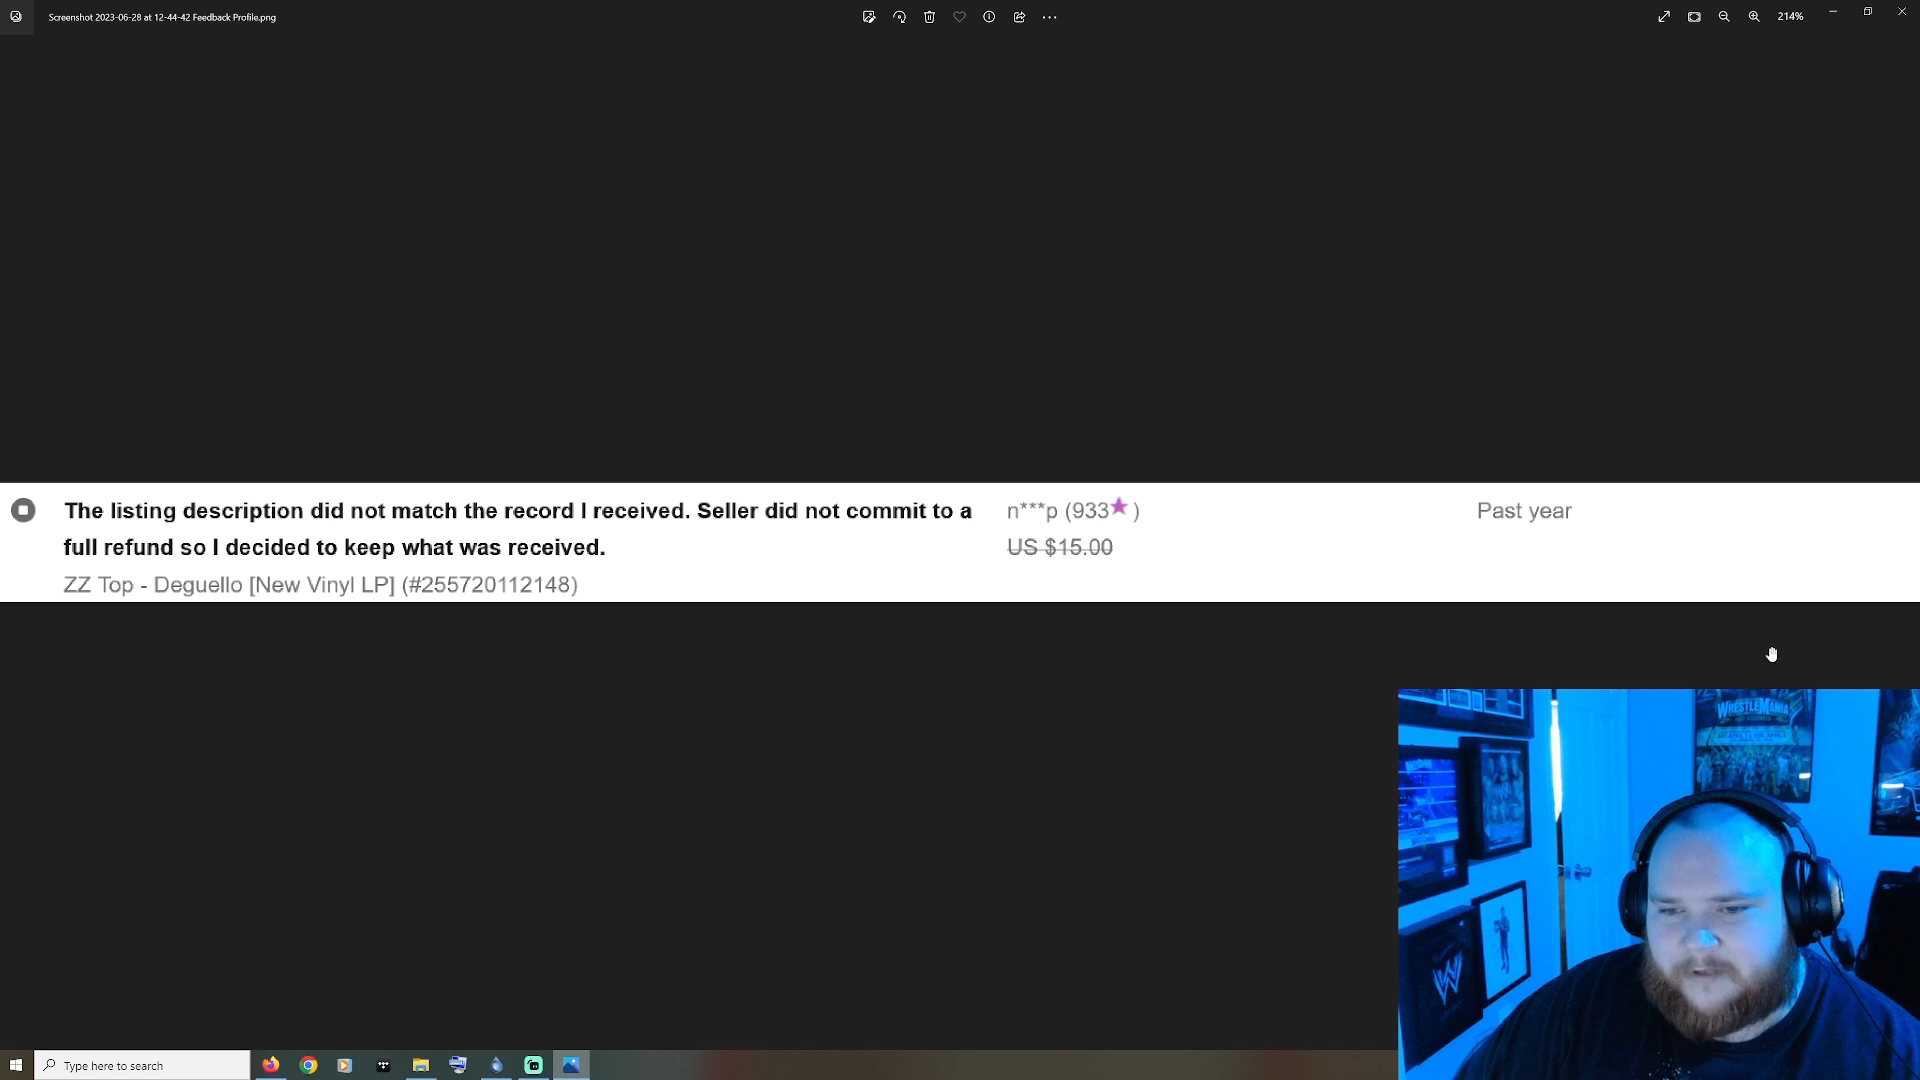 Screenshot 2023-06-28 at 12-44-42 Feedback Profile.png
214%
The listing description did not match the record I received. Seller did not commit to a
n***p (933★)
Past year
full refund so I decided to keep what was received.
US $15.00
ZZ Top - Deguello [New Vinyl LP] (#255720112148)
WRESTLEMANIA
W
Type here to search